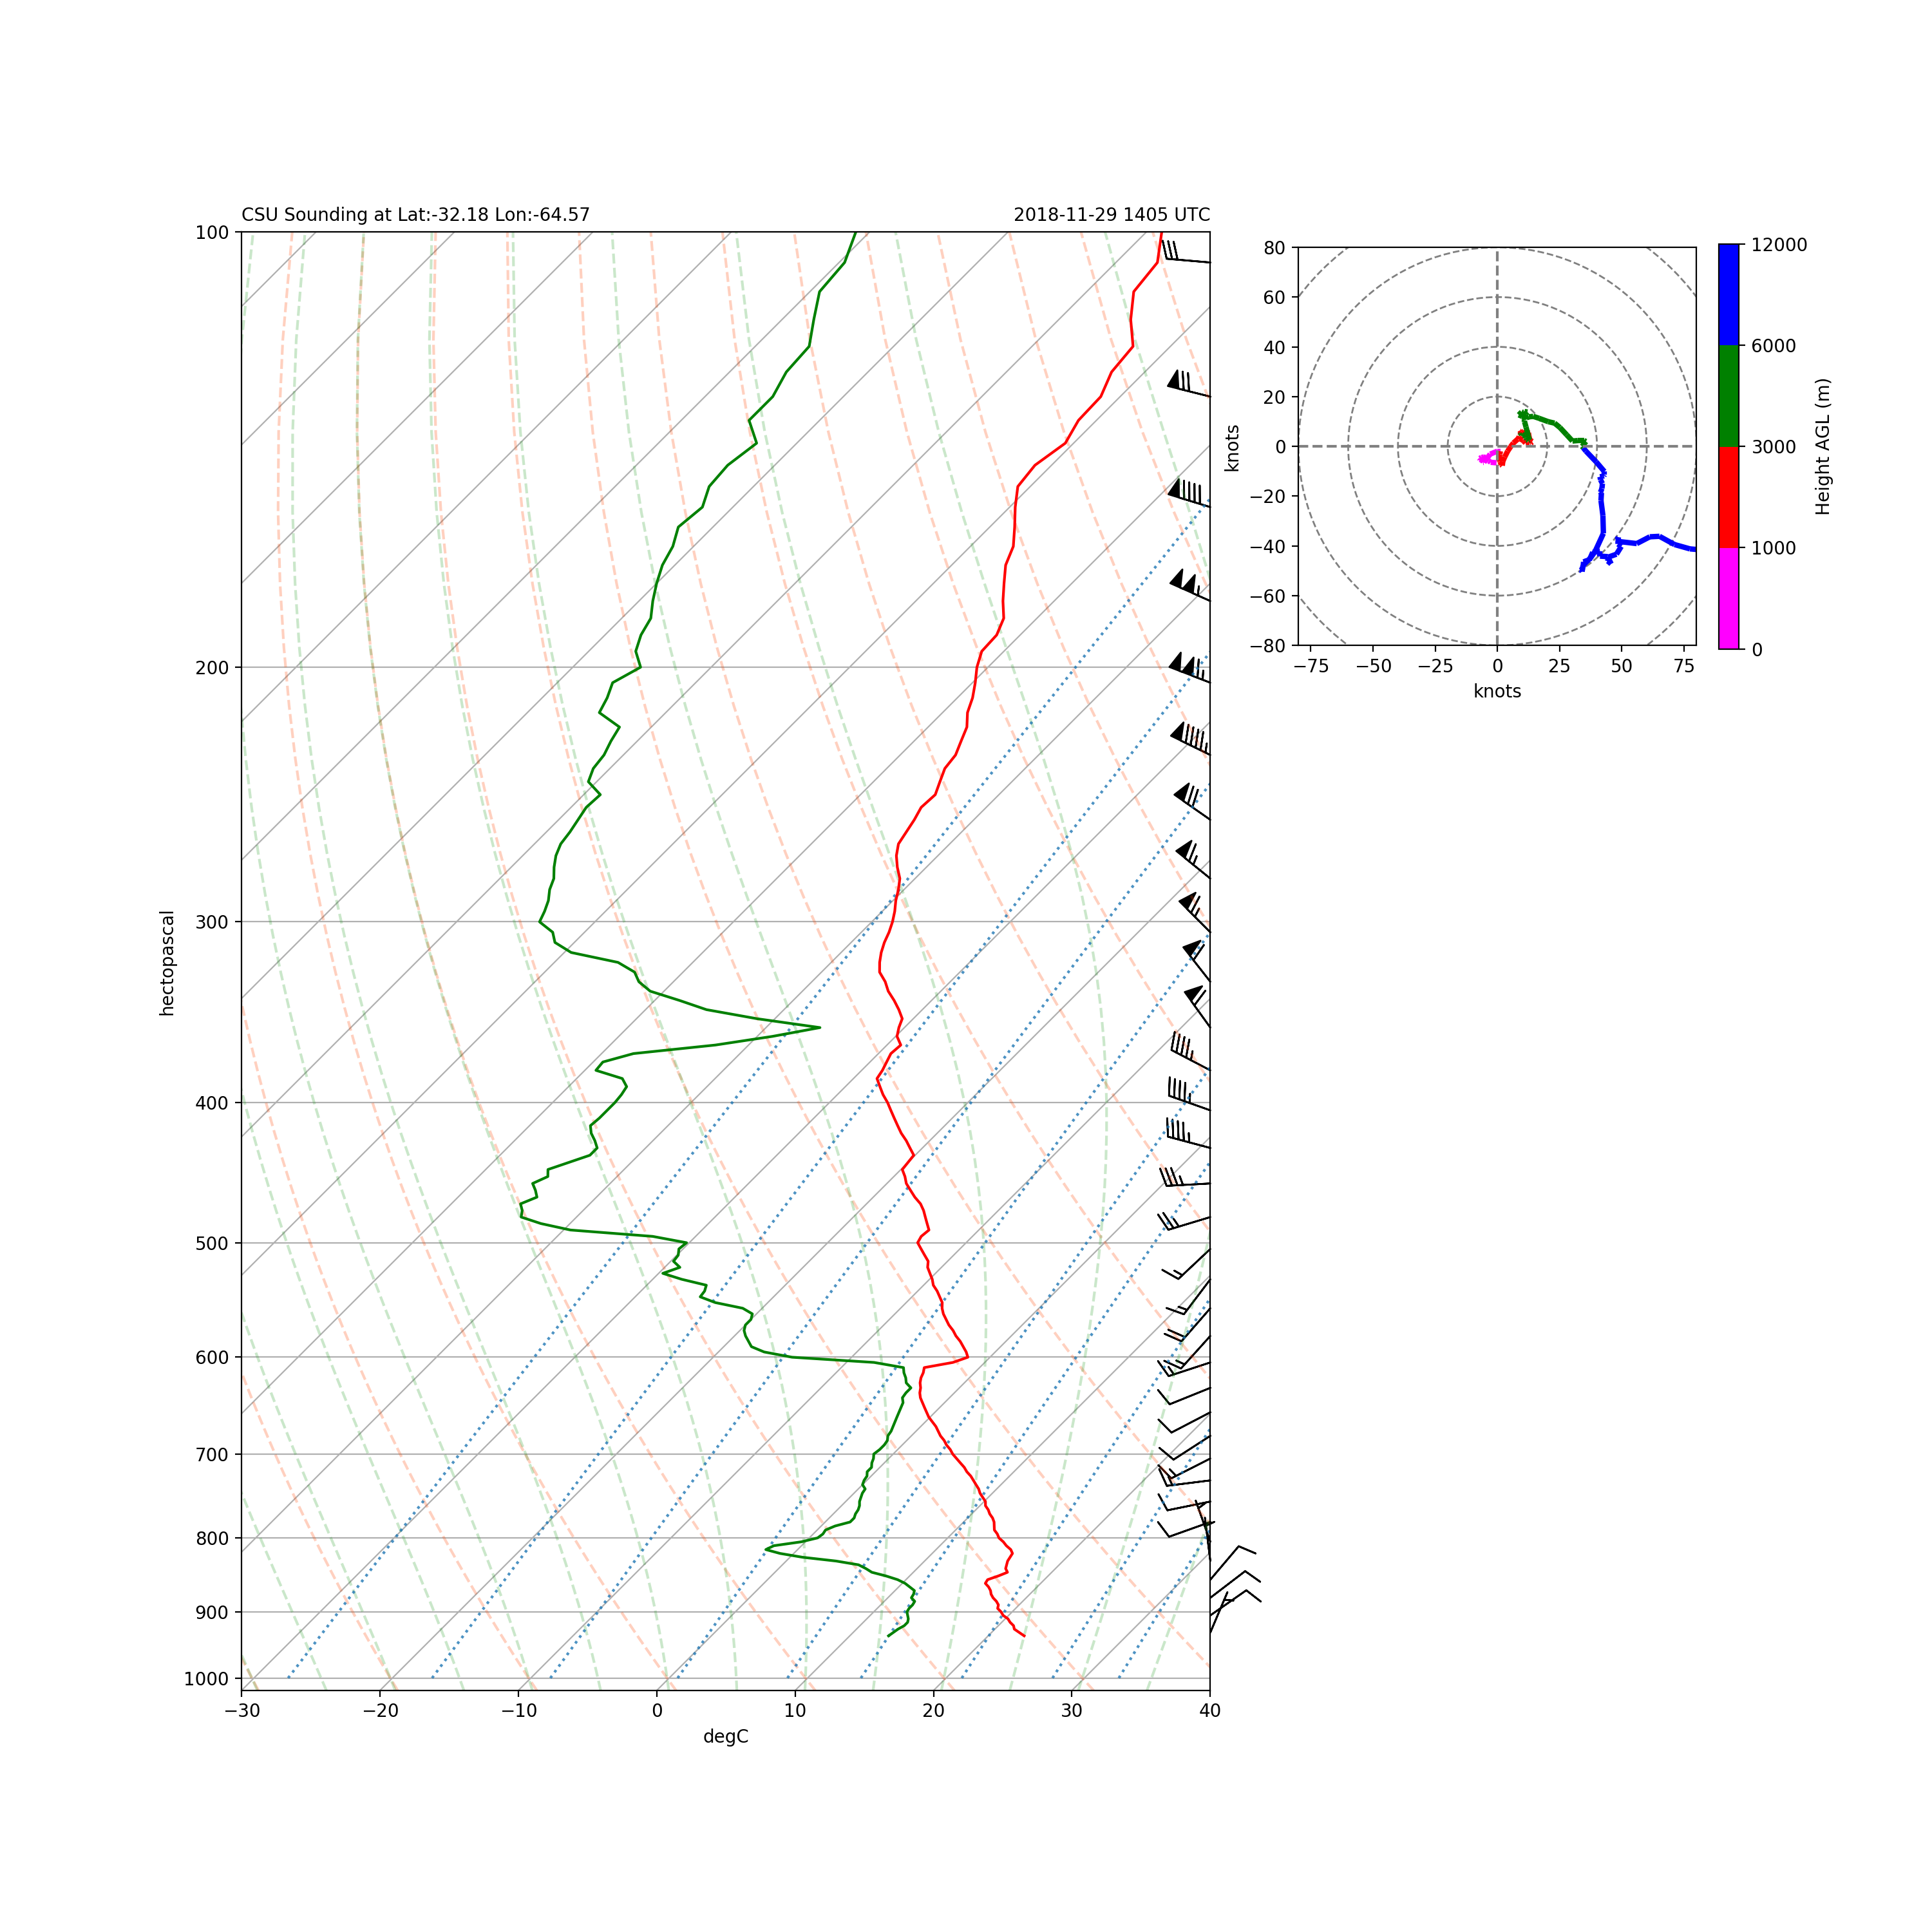 CSU Sounding at Lat:-32.18 Lon:-64.57
2018-11-29 1405 UTC
100
200
300
400
500
600
700
800
900
1000
hectopascal
−30 −20 −10 0 10 20 30 40
degC
80
60
40
20
0
−20
−40
−60
−80
knots
−75 −50 −25 0 25 50 75
knots
12000
6000
3000
1000
0
Height AGL (m)